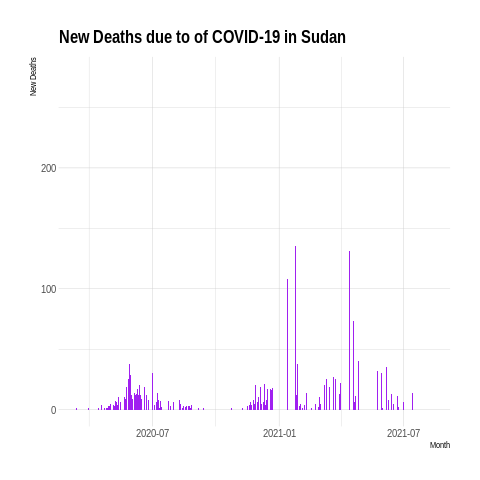 New Deaths due to of COVID-19 in Sudan
New Deaths
200
100
0
2020-07
2021-01
2021-07
Month